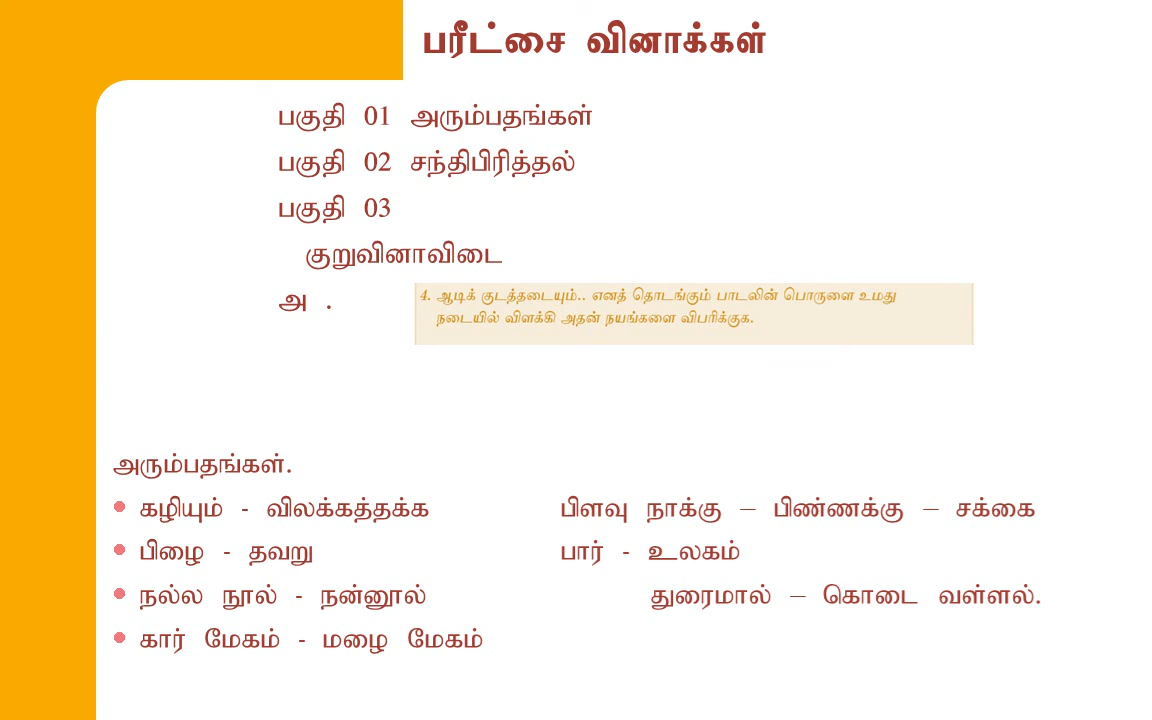 பரீட்சை வினாக்கள்
பகுதி 01 அரும்பதங்கள்
பகுதி 02 சந்திபிரித்தல்
பகுதி 03
குறுவினாவிடை
அ .
4. ஆடிக் குடத்தடையும்.. எனத் தொடங்கும் பாடலின் பொருளை உமது
நடையில் விளக்கி அதன் நயங்களை விபரிக்குக.
அரும்பதங்கள்.
கழியும் - விலக்கத்தக்க
பிழை - தவறு
நல்ல நூல் - நன்னூல்
கார் மேகம் - மழை மேகம்
பிளவு நாக்கு – பிண்ணக்கு – சக்கை
பார் - உலகம்
துரைமால் – கொடை வள்ளல்.